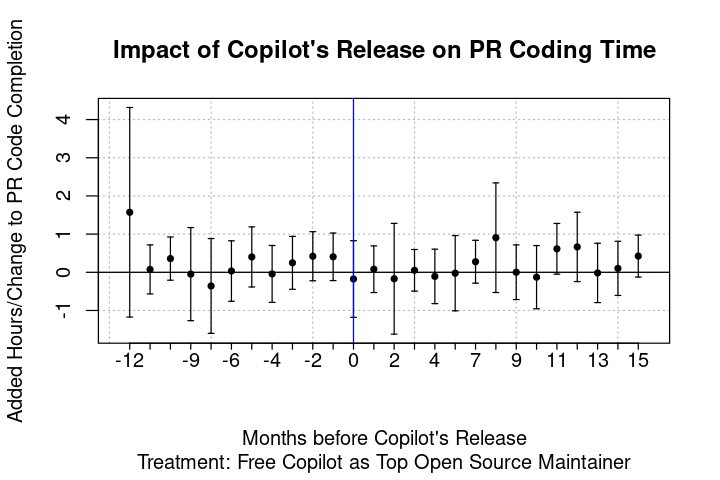 Impact of Copilot's Release on PR Coding Time
Added Hours/Change to PR Code Completion
4
3
2
1
0
-1
-12 -9 -6 -4 -2 0 2 4 7 9 11 13 15
Months before Copilot's Release
Treatment: Free Copilot as Top Open Source Maintainer